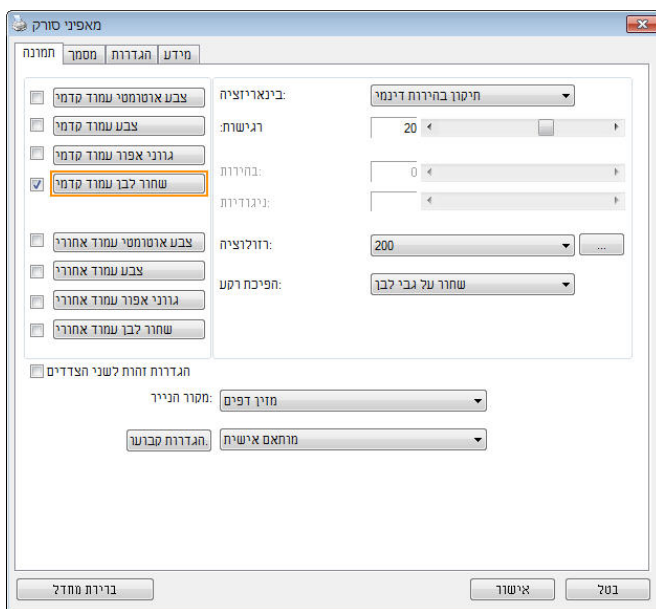 מאפיני סורק
תמונה
מסמך
הגדרות
מידע
צבע אוטומטי עמוד קדמי
צבע עמוד קדמי
גווני אפור עמוד קדמי
שחור לבן עמוד קדמי
צבע אוטומטי עמוד אחורי
צבע עמוד אחורי
גווני אפור עמוד אחורי
שחור לבן עמוד אחורי
בינאריזציה:
תיקון בהירות דינמי
רגישות:
20
בהירות:
0
ניגודיות:
רזולוציה:
200
...
הפיכת רקע:
שחור על גבי לבן
הגדרות זהות לשני הצדדים
מקור הנייר:
מזין דפים
הגדרות קבוער.
מותאם אישית
ברירת מחדל
אישור
בטל